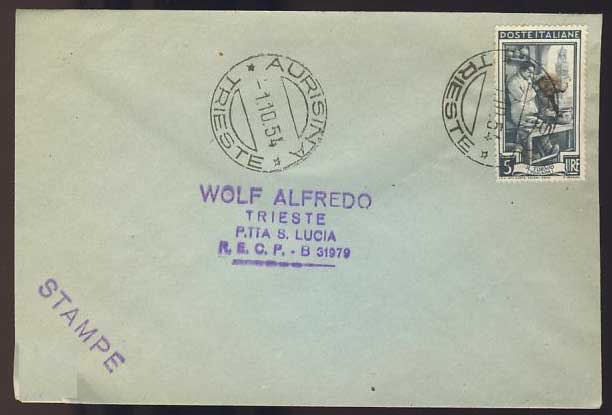 POSTE ITALIANE
5 LIRE
AURISINA
-1.10.54
TRIESTE
TRIESTE
WOLF ALFREDO
TRIESTE
P.TTA S. LUCIA
R. E. C. P. - B 31979
STAMPE